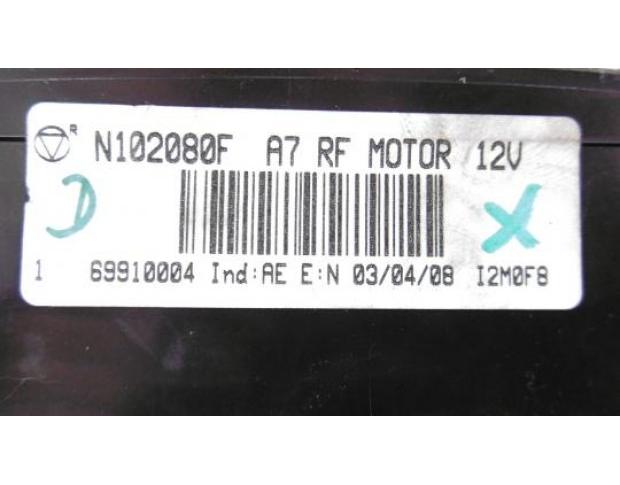 R N102080F A7 RF MOTOR 12V
D X
1 69910004 Ind:AE E:N 03/04/08 I2M0F8